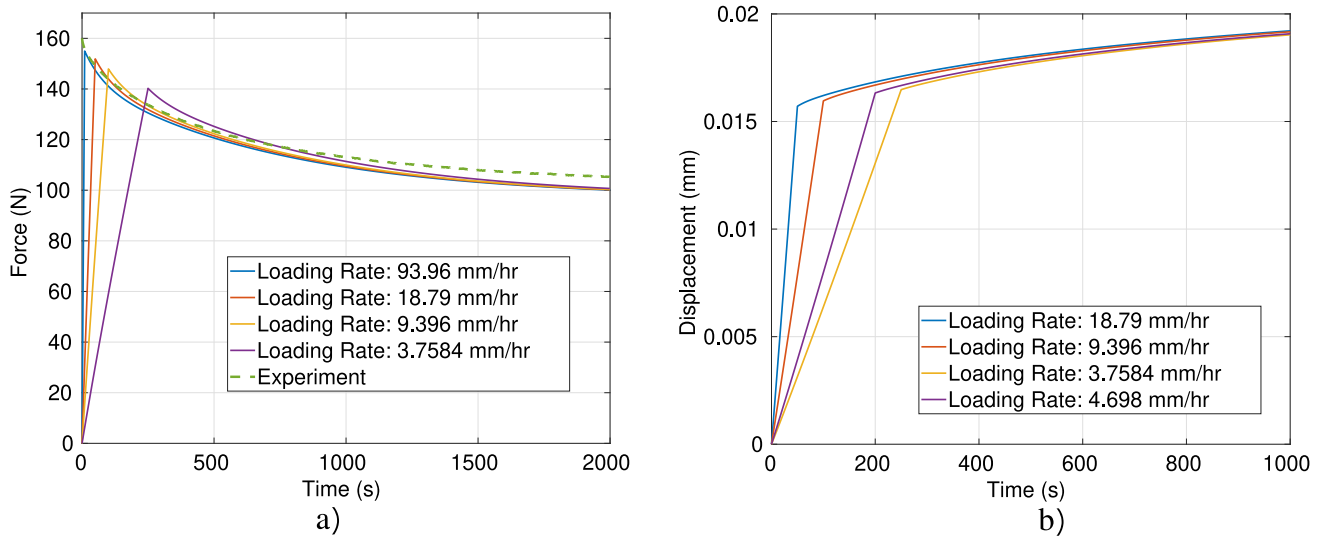 160
140
120
100
80
60
40
20
0
Force (N)
Loading Rate: 93.96 mm/hr
Loading Rate: 18.79 mm/hr
Loading Rate: 9.396 mm/hr
Loading Rate: 3.7584 mm/hr
Experiment
0 500 1000 1500 2000
Time (s)
a)
0.02
0.015
0.01
0.005
0
Displacement (mm)
Loading Rate: 18.79 mm/hr
Loading Rate: 9.396 mm/hr
Loading Rate: 3.7584 mm/hr
Loading Rate: 4.698 mm/hr
0 200 400 600 800 1000
Time (s)
b)